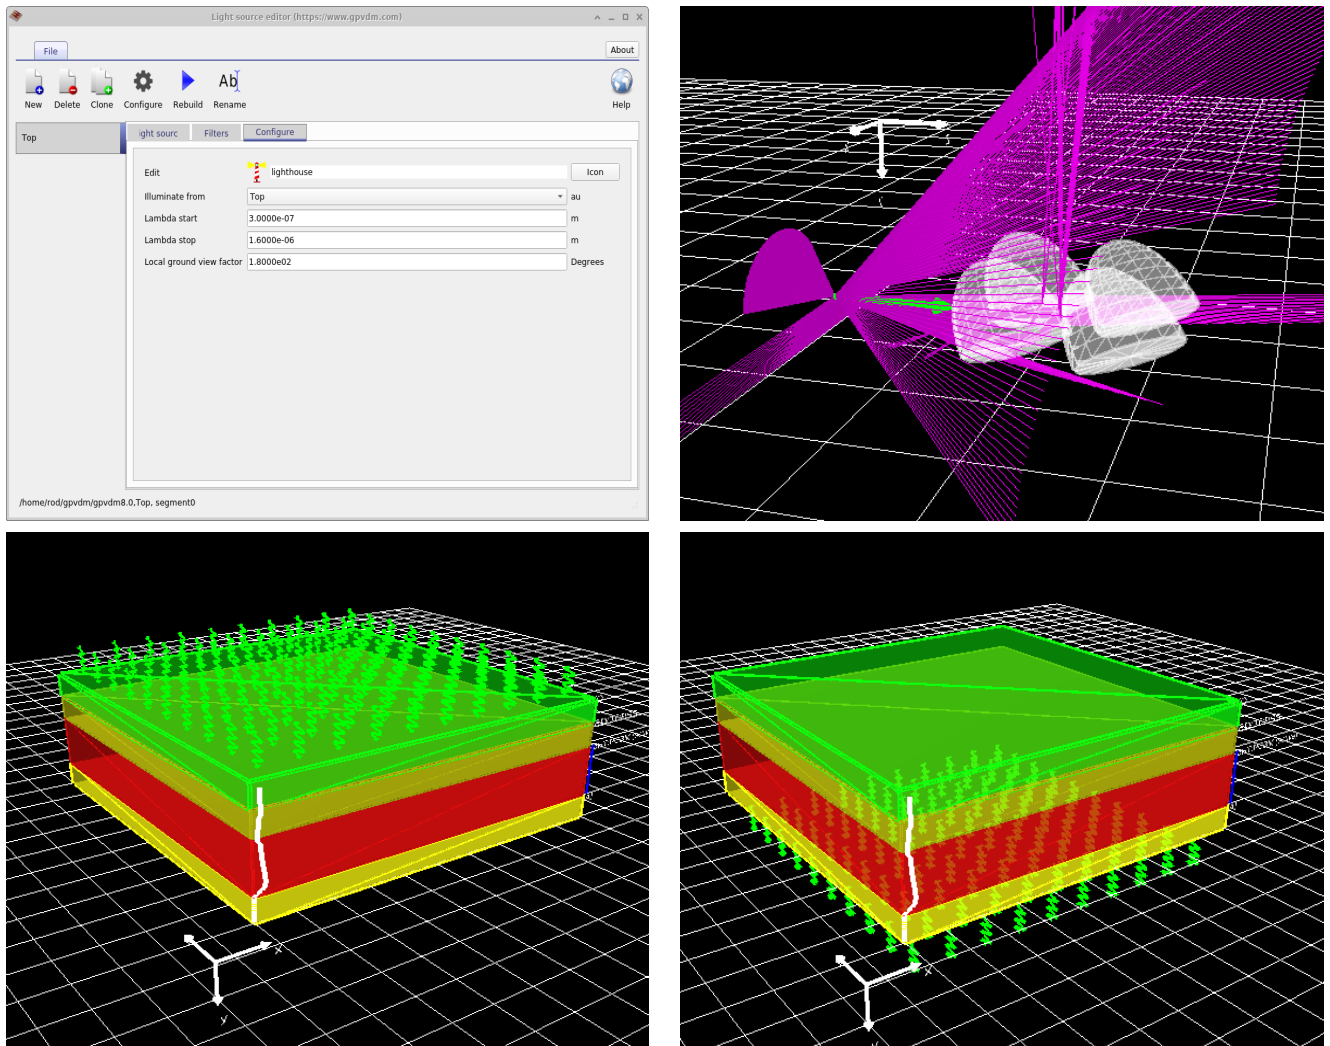 Light source editor (https://www.gpvdm.com)
File
About
New
Delete
Clone
Configure
Rebuild
Rename
Help
Top
ight sourc
Filters
Configure
Edit
lighthouse
Icon
Illuminate from
Top
au
Lambda start
3.0000e-07
m
Lambda stop
1.6000e-06
m
Local ground view factor
1.8000e02
Degrees
/home/rod/gpvdm/gpvdm8.0,Top, segment0
x
y
x